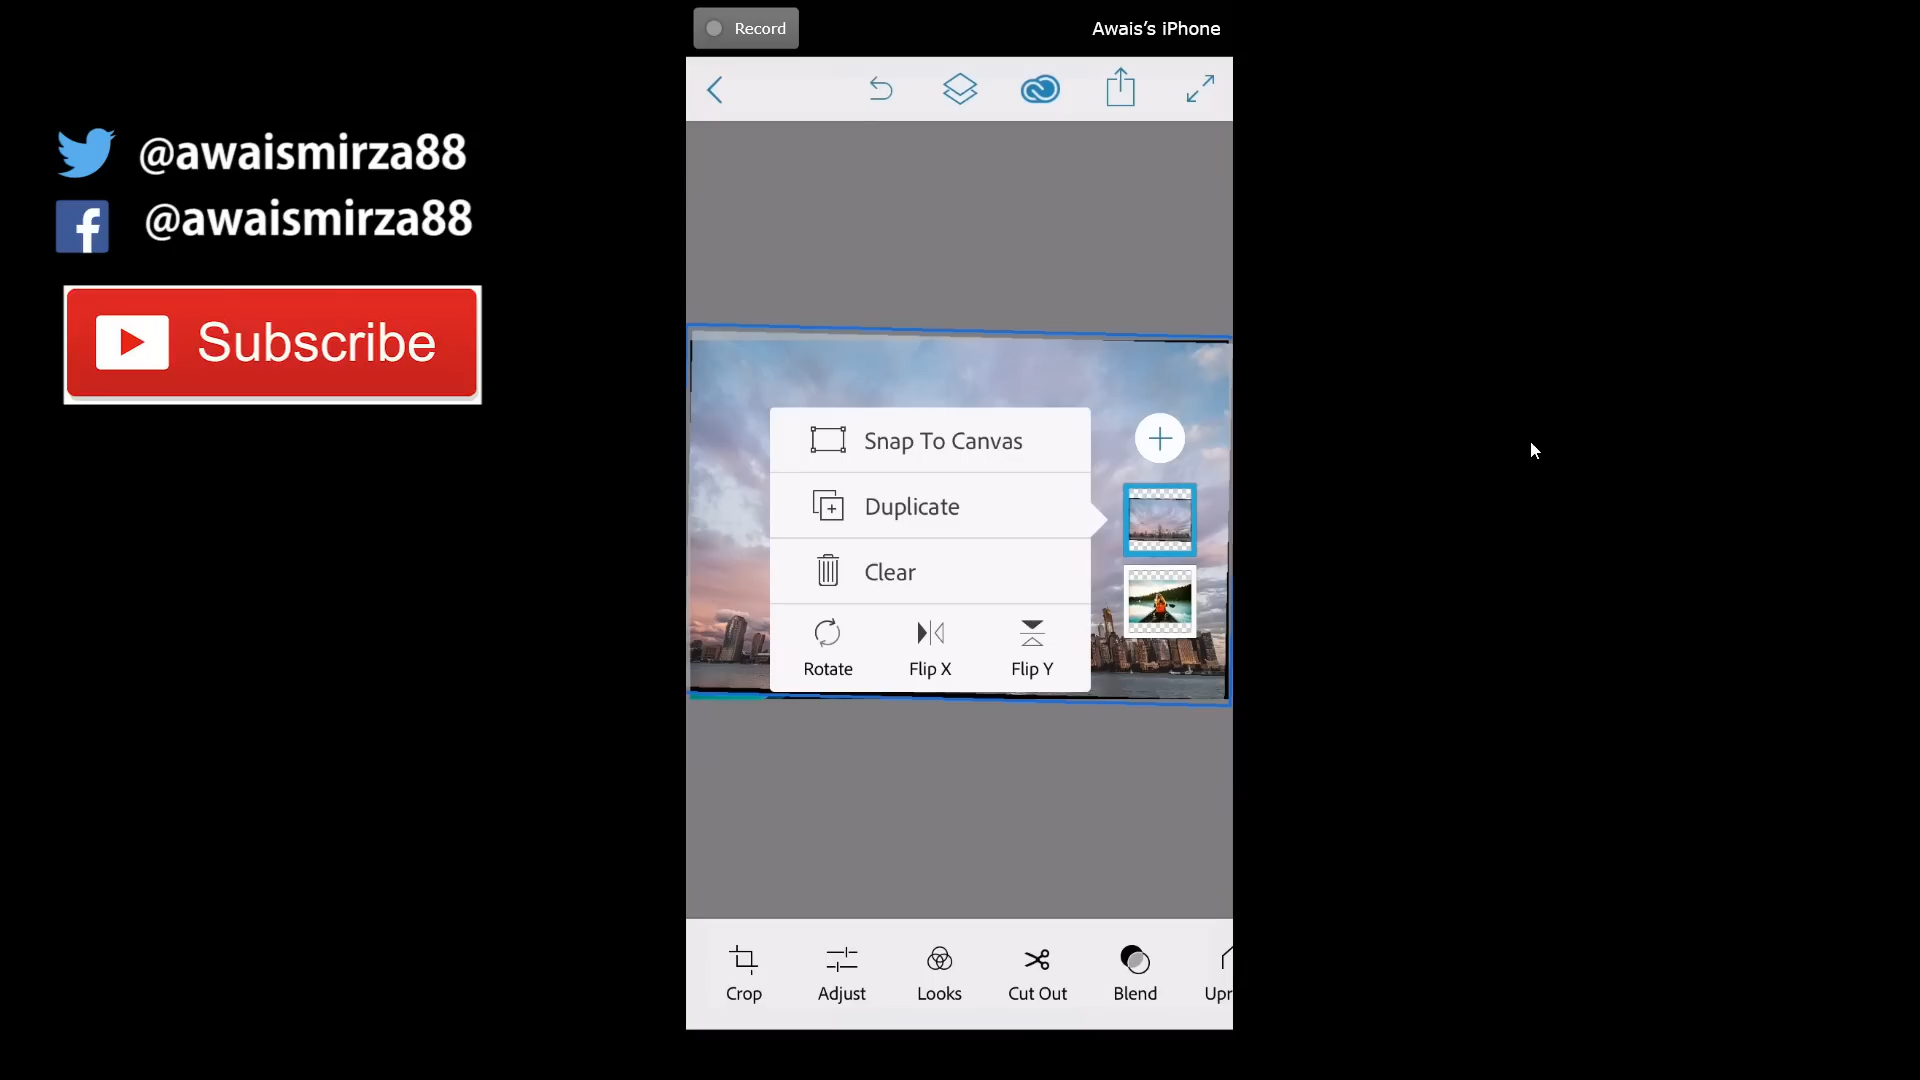 Record
Awais’s iPhone
@awaismirza88
@awaismirza88
Subscribe
Snap To Canvas
Duplicate
Clear
Rotate Flip X Flip Y
Crop Adjust Looks Cut Out Blend Upr